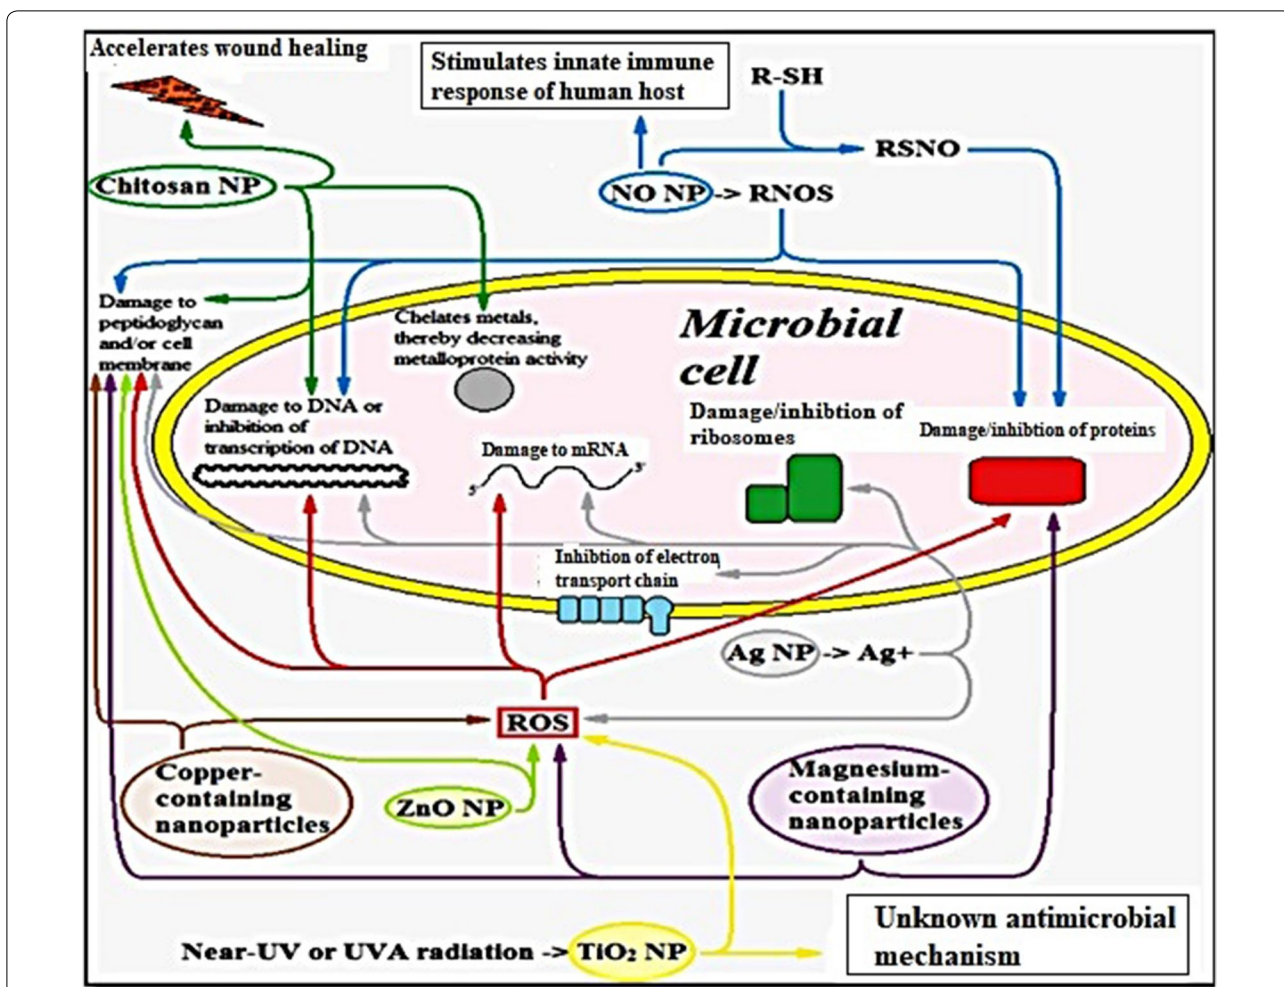 Accelerates wound healing
Stimulates innate immune
response of human host
R-SH
RSNO
Chitosan NP
NO NP -> RNOS
Damage to
peptidoglycan
and/or cell
membrane
Chelates metals,
thereby decreasing
metalloprotein activity
Microbial
cell
Damage to DNA or
inhibition of
transcription of DNA
Damage to mRNA
5'
3'
Damage/inhibtion of
ribosomes
Damage/inhibtion of proteins
Inhibtion of electron
transport chain
Ag NP -> Ag+
ROS
Copper-
containing
nanoparticles
ZnO NP
Magnesium-
containing
nanoparticles
Near-UV or UVA radiation -> TiO₂ NP
Unknown antimicrobial
mechanism